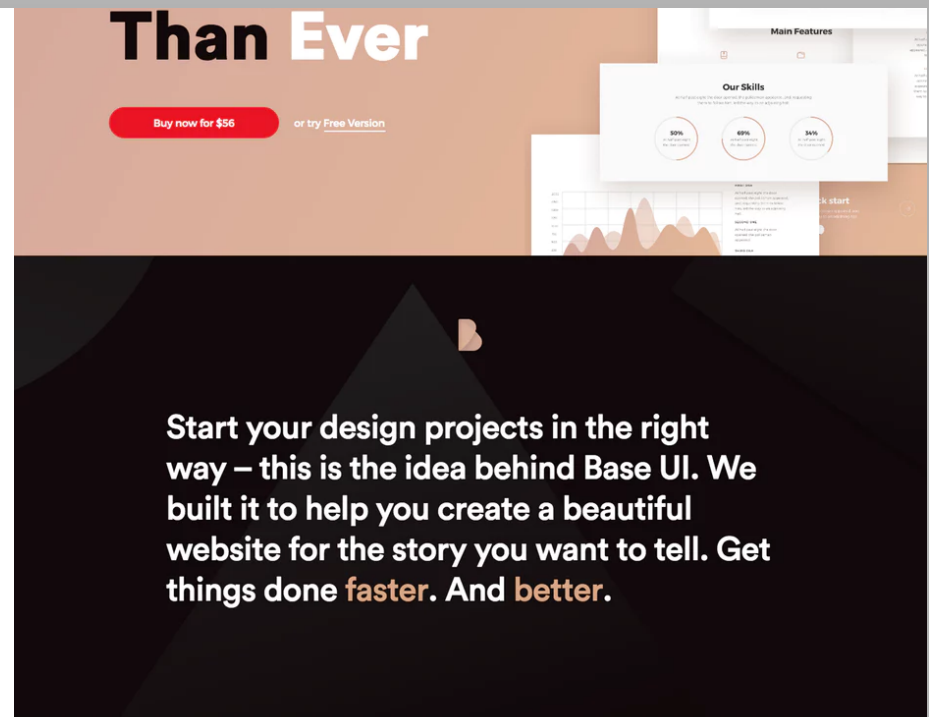 Than Ever
Buy now for $56
or try Free Version
Main Features
Our Skills
50%
69%
34%
ck start
B
Start your design projects in the right
way – this is the idea behind Base UI. We
built it to help you create a beautiful
website for the story you want to tell. Get
things done faster. And better.